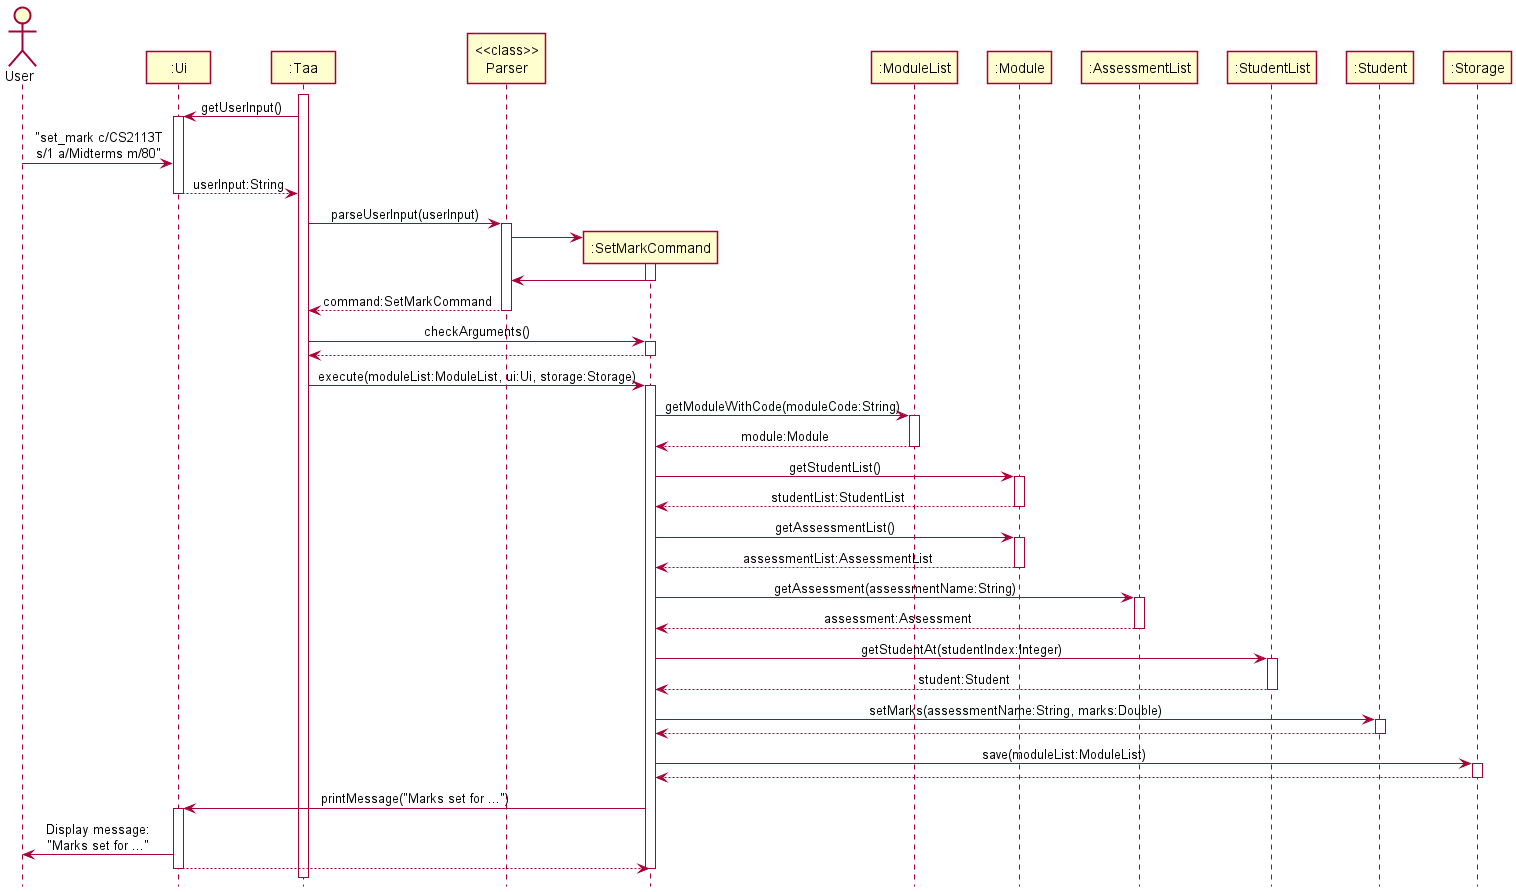 User
:Ui
:Taa
<<class>>
Parser
:ModuleList
:Module
:AssessmentList
:StudentList
:Student
:Storage
getUserInput()
"set_mark c/CS2113T
s/1 a/Midterms m/80"
userInput:String
parseUserInput(userInput)
:SetMarkCommand
command:SetMarkCommand
checkArguments()
execute(moduleList:ModuleList, ui:Ui, storage:Storage)
getModuleWithCode(moduleCode:String)
module:Module
getStudentList()
studentList:StudentList
getAssessmentList()
assessmentList:AssessmentList
getAssessment(assessmentName:String)
assessment:Assessment
getStudentAt(studentIndex:Integer)
student:Student
setMarks(assessmentName:String, marks:Double)
save(moduleList:ModuleList)
printMessage("Marks set for ...")
Display message:
"Marks set for ..."